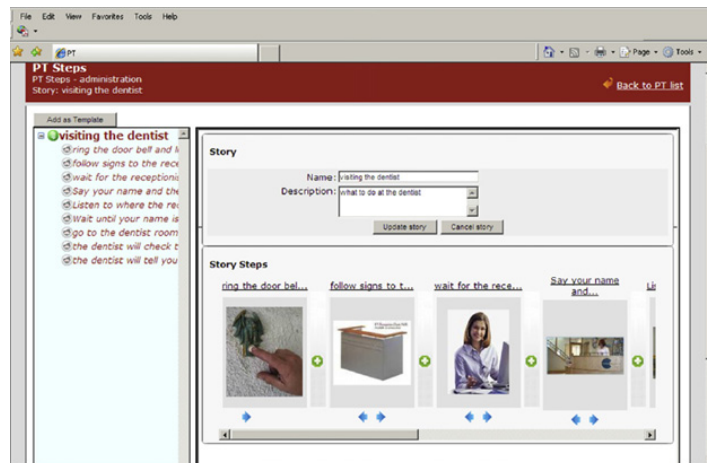 File Edit View Favorites Tools Help
PT
Page Tools
PT Steps
PT Steps - administration
Story: visiting the dentist
Back to PT list
Add as Template
visiting the dentist
ring the door bell and
follow signs to the rece
wait for the receptionis
Say your name and the
Listen to where the rec
Wait until your name is
go to the dentist room
the dentist will check t
the dentist will tell you
Story
Name: visiting the dentist
Description: what to do at the dentist
Update story Cancel story
Story Steps
ring the door bel... follow signs to t... wait for the rece... Say your name and... Li